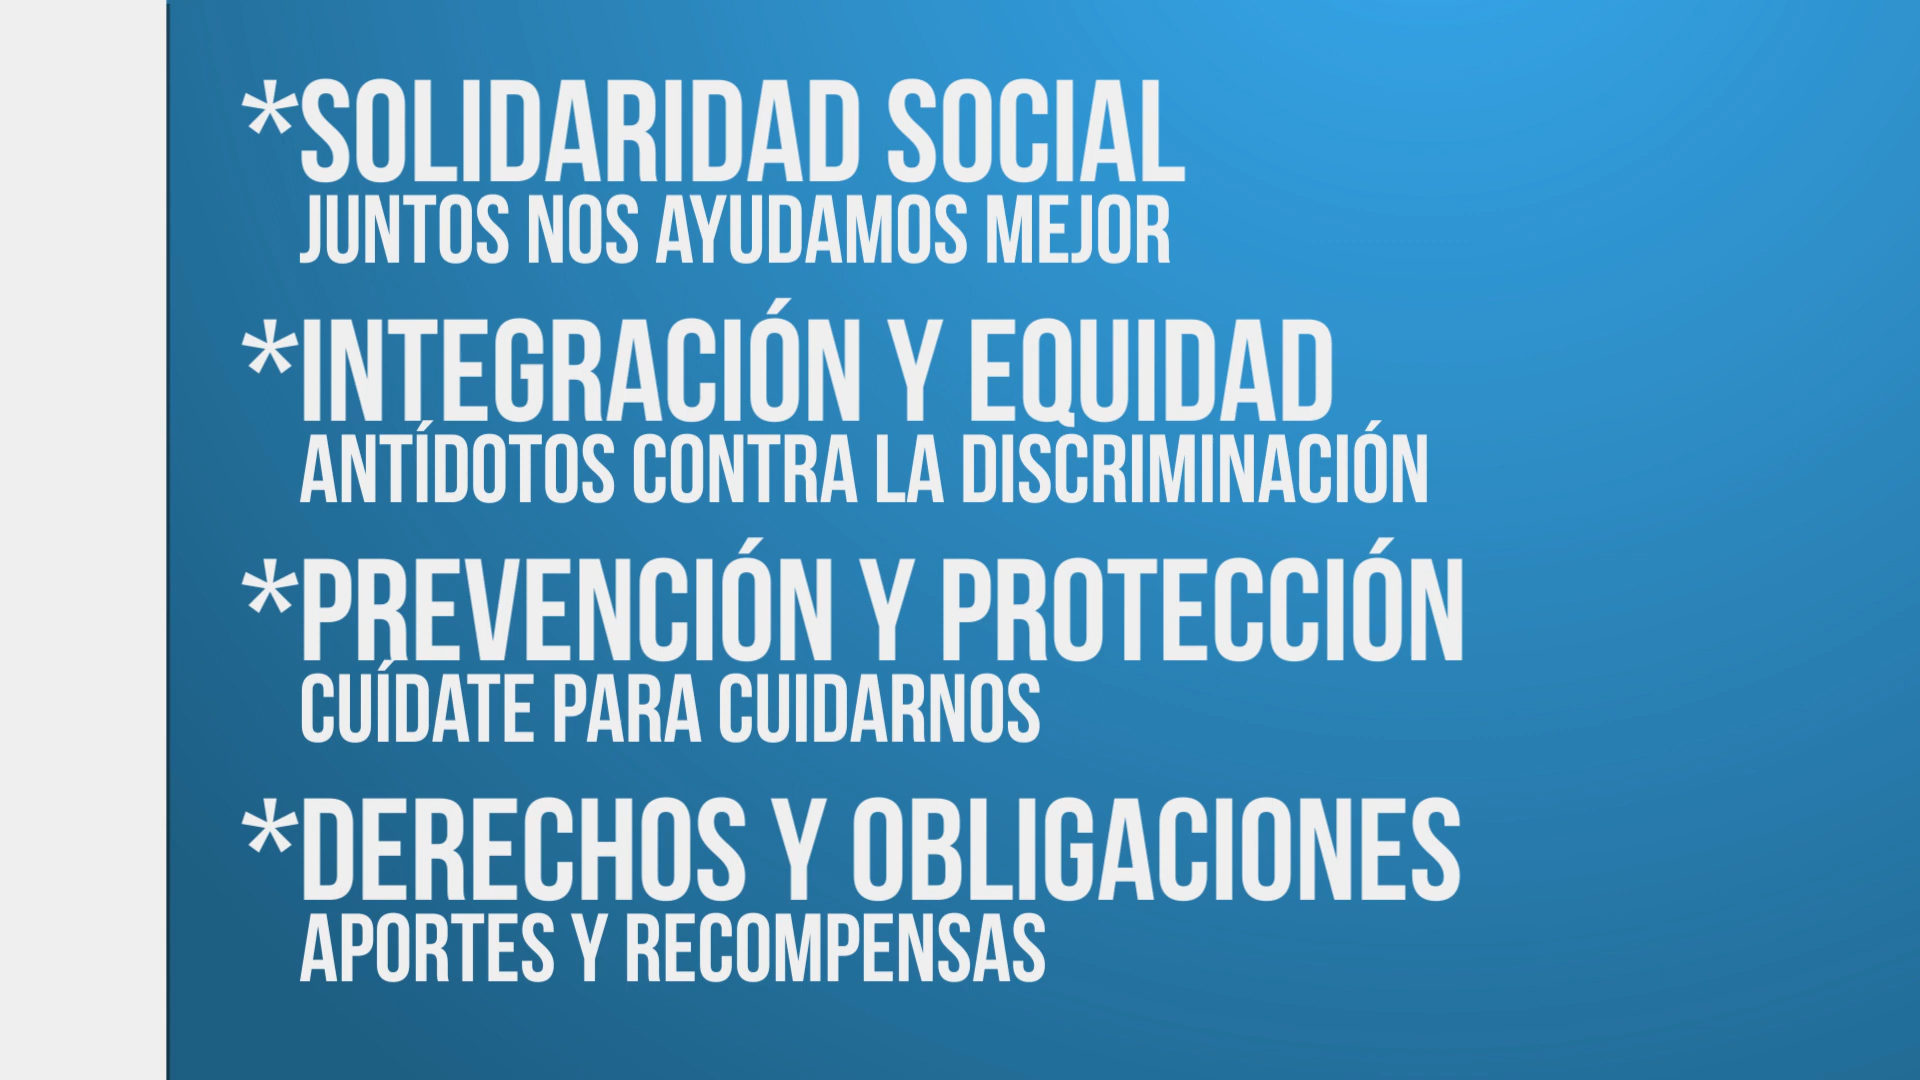 *SOLIDARIDAD SOCIAL
JUNTOS NOS AYUDAMOS MEJOR
*INTEGRACIÓN Y EQUIDAD
ANTÍDOTOS CONTRA LA DISCRIMINACIÓN
*PREVENCIÓN Y PROTECCIÓN
CUÍDATE PARA CUIDARNOS
*DERECHOS Y OBLIGACIONES
APORTES Y RECOMPENSAS